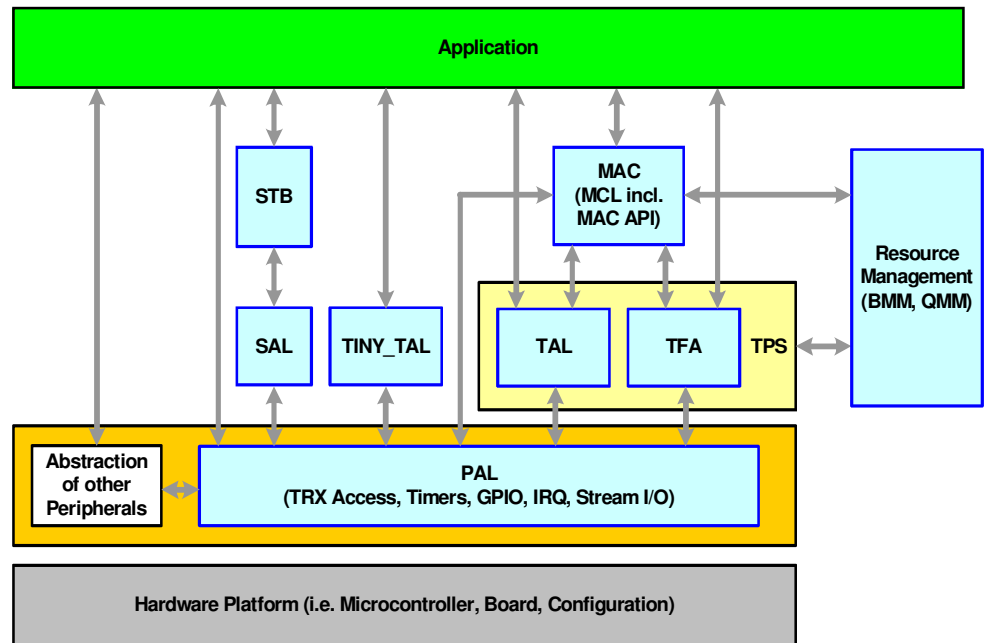 Application
STB
MAC
(MCL incl.
MAC API)
Resource
Management
(BMM, QMM)
SAL
TINY_TAL
TAL
TFA
TPS
Abstraction
of other
Peripherals
PAL
(TRX Access, Timers, GPIO, IRQ, Stream I/O)
Hardware Platform (i.e. Microcontroller, Board, Configuration)